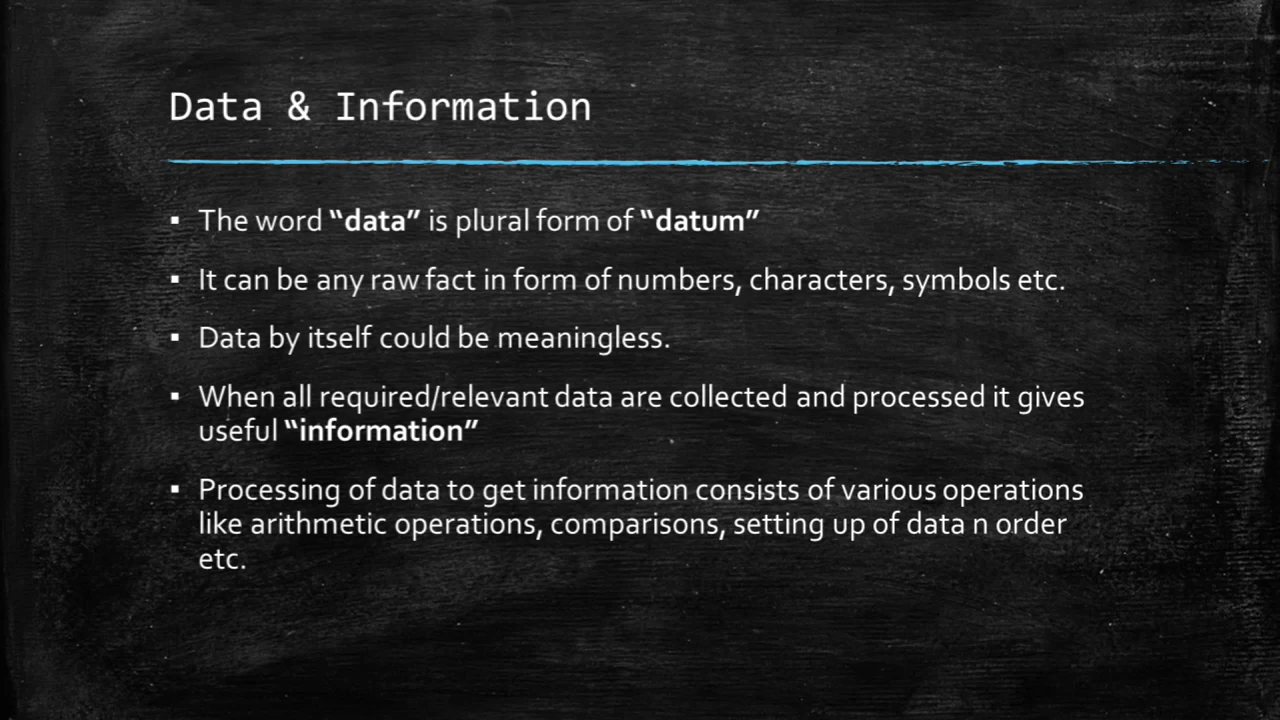 Data & Information
▪ The word “data” is plural form of “datum”
▪ It can be any raw fact in form of numbers, characters, symbols etc.
▪ Data by itself could be meaningless.
▪ When all required/relevant data are collected and processed it gives
useful “information”
▪ Processing of data to get information consists of various operations
like arithmetic operations, comparisons, setting up of data n order
etc.